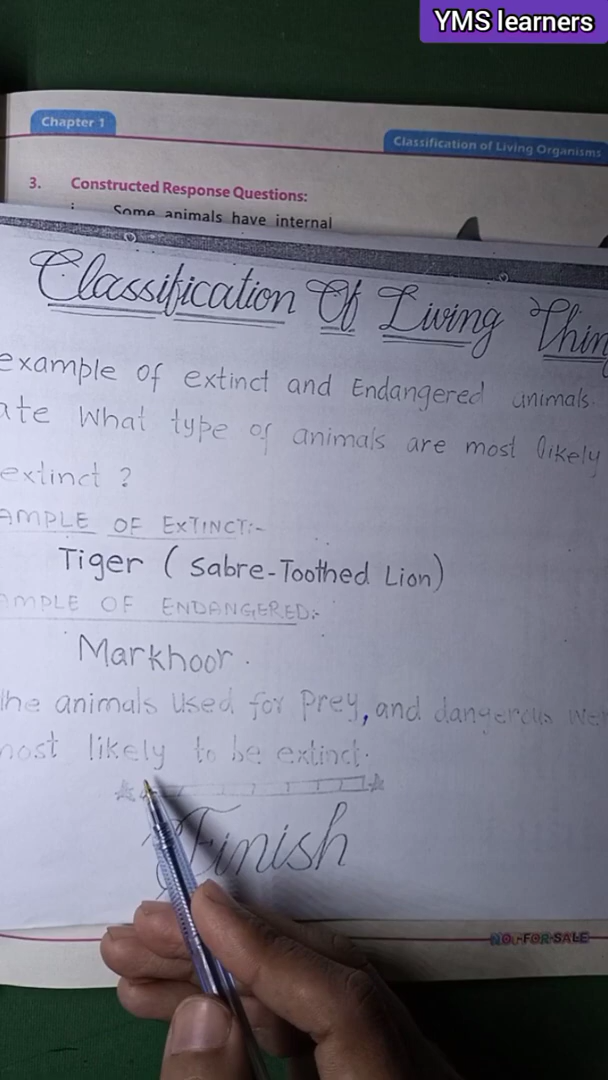 YMS learners
Chapter 1
Classification of Living Organisms
3. Constructed Response Questions:
Some animals have internal
Classification Of Living Thin
example of extinct and Endangered animals.
ate What type of animals are most likely
extinct ?
AMPLE OF EXTINCT:-
Tiger ( Sabre-Toothed Lion)
AMPLE OF ENDANGERED:-
Markhoor.
The animals used for Prey, and dangerous wer
most likely to be extinct.
Finish
NOT FOR SALE